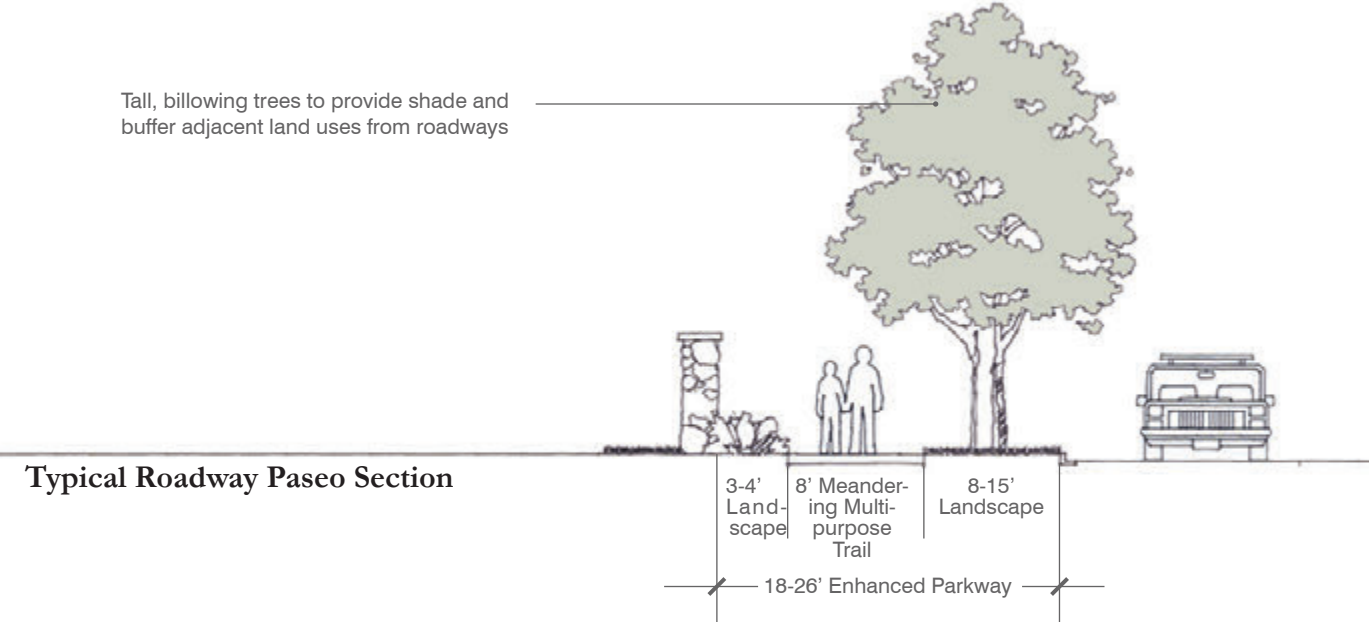 Tall, billowing trees to provide shade and
buffer adjacent land uses from roadways
Typical Roadway Paseo Section
3-4’
Land-
scape
8’ Meander-
ing Multi-
purpose
Trail
8-15’
Landscape
18-26’ Enhanced Parkway